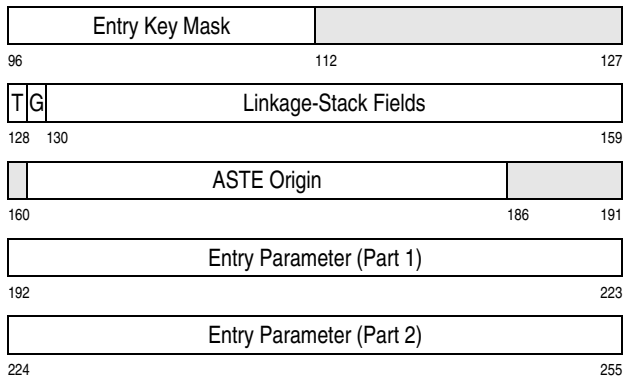 Entry Key Mask
96 112 127
T G Linkage-Stack Fields
128 130 159
ASTE Origin
160 186 191
Entry Parameter (Part 1)
192 223
Entry Parameter (Part 2)
224 255